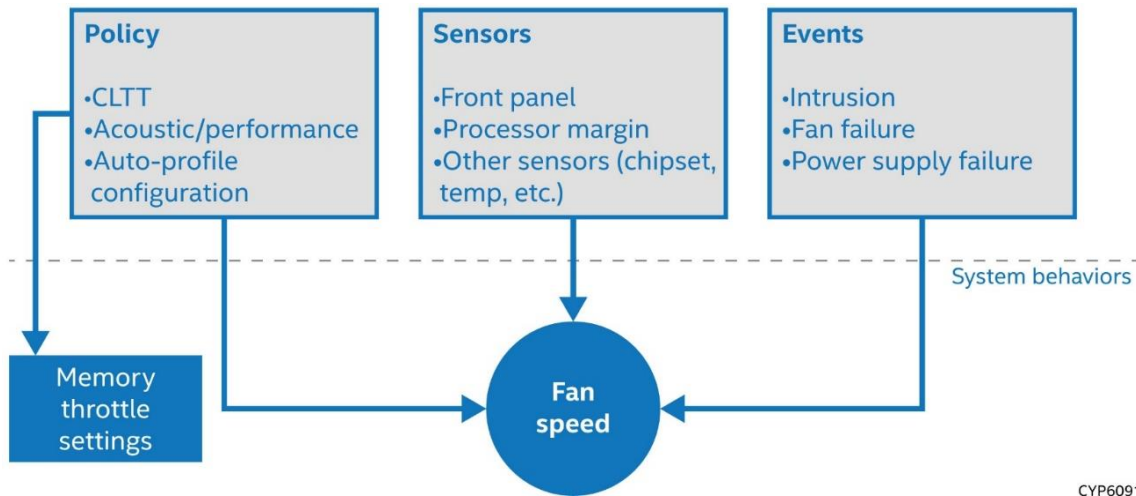 Policy
•CLTT
•Acoustic/performance
•Auto-profile
configuration
Sensors
•Front panel
•Processor margin
•Other sensors (chipset,
temp, etc.)
Events
•Intrusion
•Fan failure
•Power supply failure
System behaviors
Memory
throttle
settings
Fan
speed
CYP6091